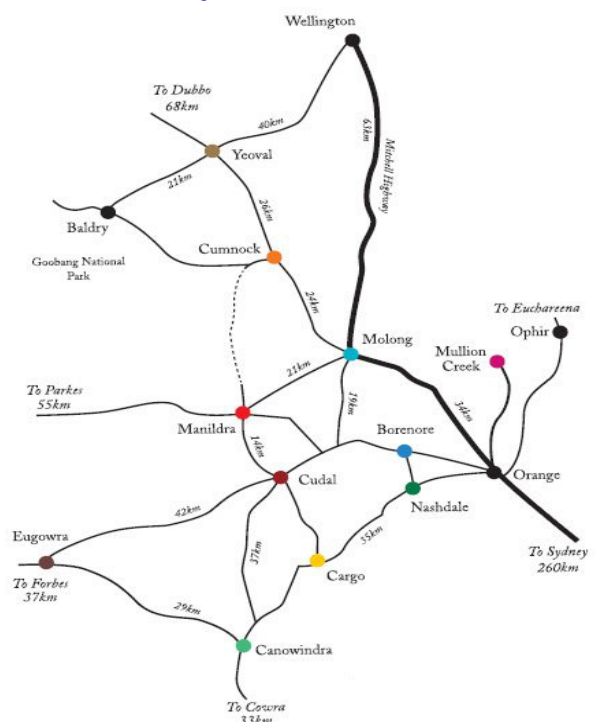 Wellington
To Dubbo
68km
40km
63km
Mitchell Highway
Yeoval
21km
26km
Baldry
Cumnock
Goobang National
Park
24km
To Euchareena
Ophir
Molong
Mullion
Creek
21km
To Parkes
55km
19km
34km
Manildra
Borenore
14km
Cudal
Orange
Nashdale
42km
Eugowra
37km
35km
To Sydney
260km
To Forbes
37km
Cargo
29km
Canowindra
To Cowra
33km